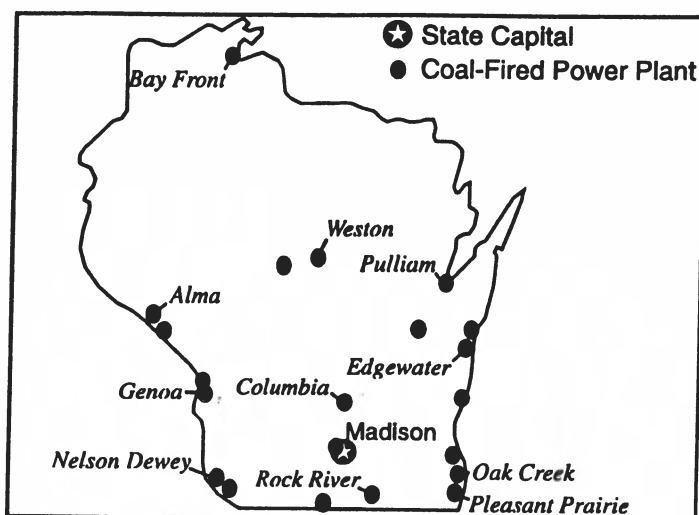 State Capital
Coal-Fired Power Plant
Bay Front
Weston
Pulliam
Alma
Edgewater
Genoa
Columbia
Madison
Nelson Dewey
Rock River
Oak Creek
Pleasant Prairie